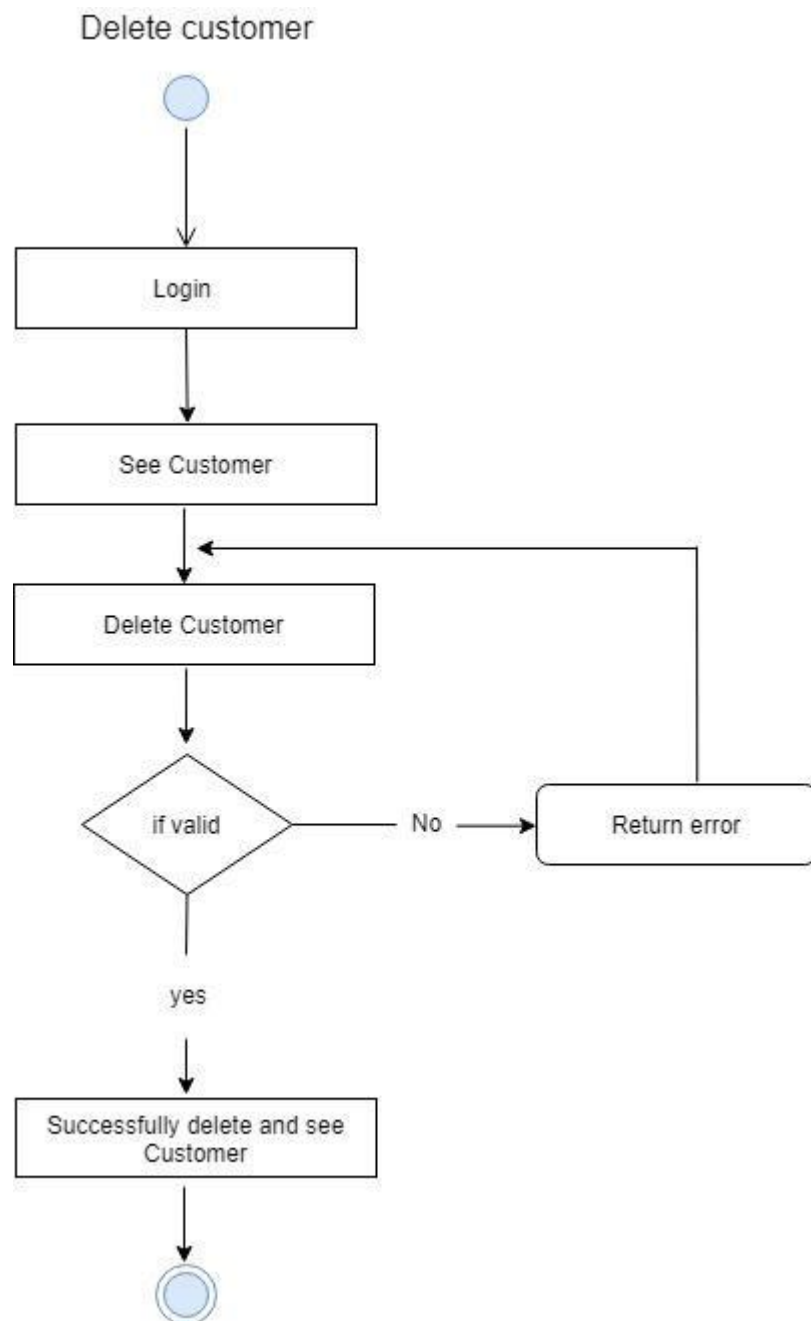 Delete customer
Login
See Customer
Delete Customer
if valid
No
Return error
yes
Successfully delete and see
Customer